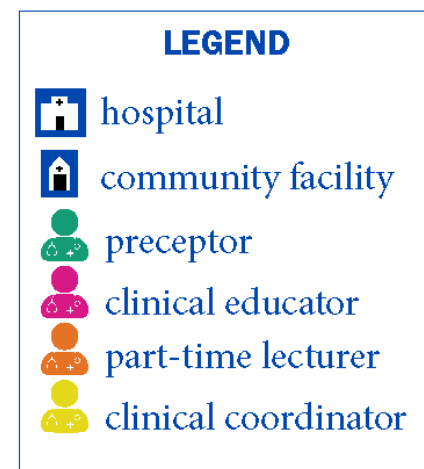 LEGEND
hospital
community facility
preceptor
clinical educator
part-time lecturer
clinical coordinator